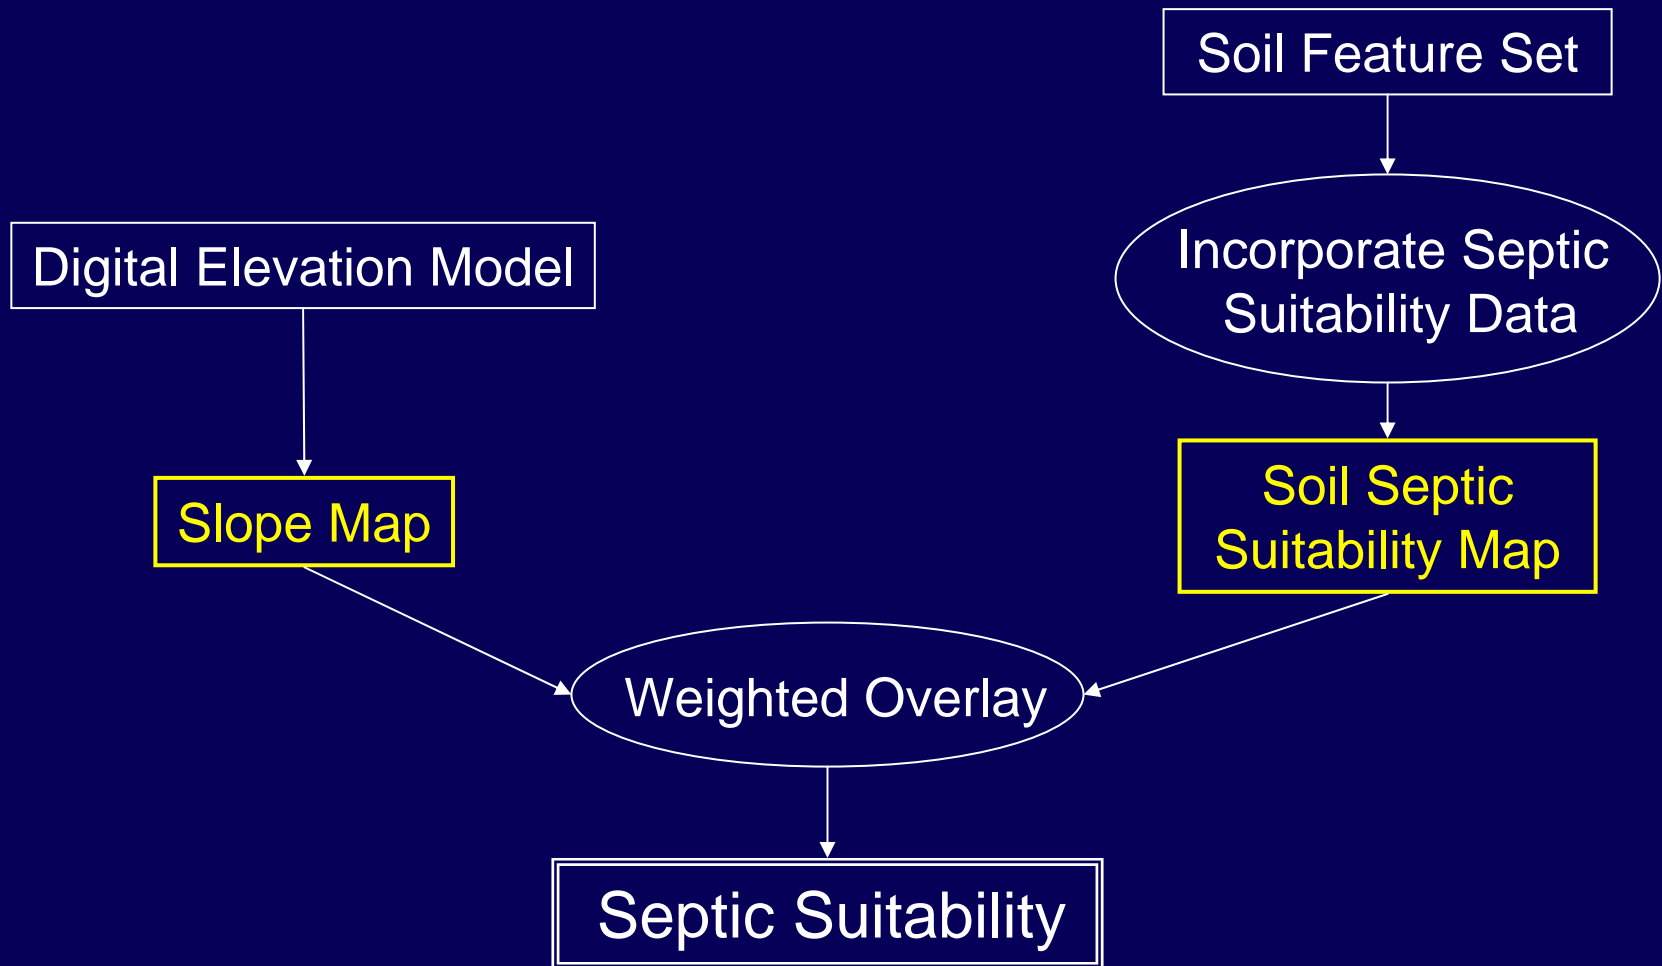 Soil Feature Set
Digital Elevation Model
Incorporate Septic
Suitability Data
Slope Map
Soil Septic
Suitability Map
Weighted Overlay
Septic Suitability